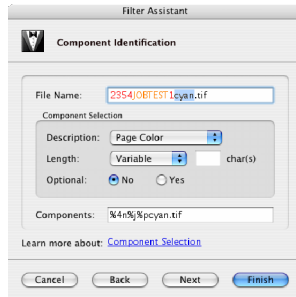 Filter Assistant
Component Identification
File Name: 2354JOBTEST1cyan.tif
Component Selection
Description: Page Color
Length: Variable char(s)
Optional: No Yes
Components: %4n%j%pcyan.tif
Learn more about: Component Selection
Cancel Back Next Finish